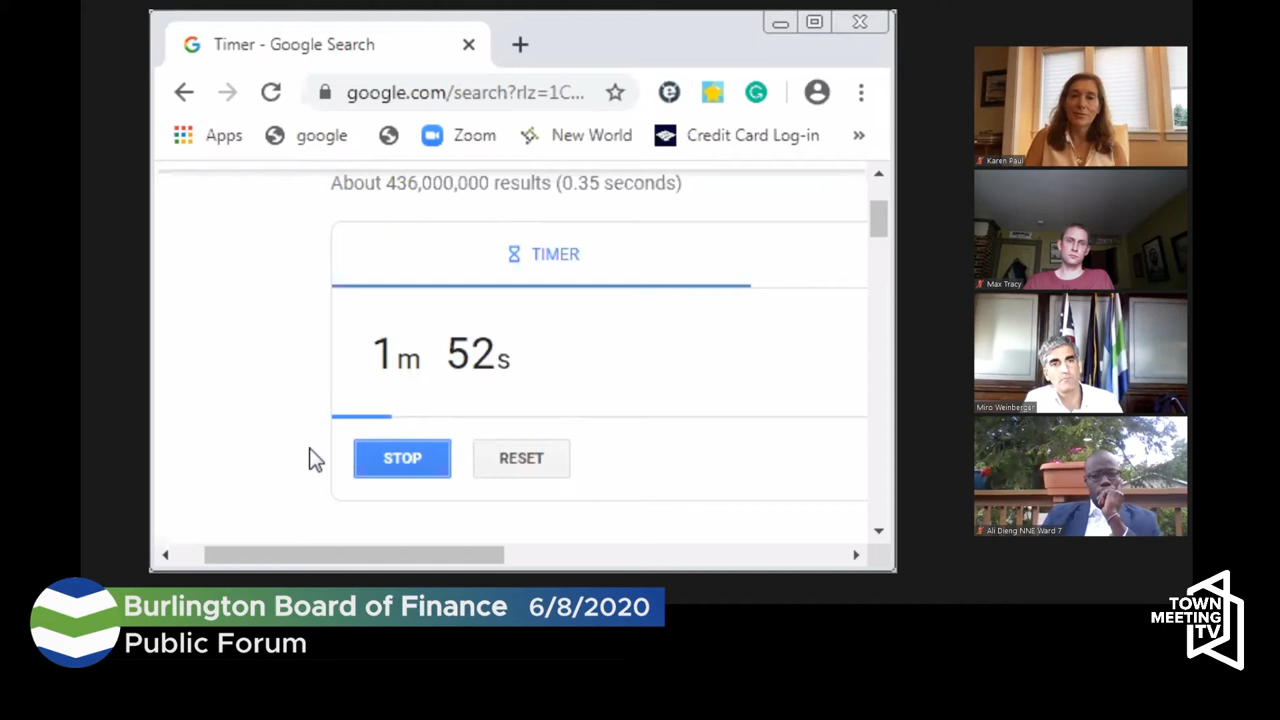 Timer - Google Search
google.com/search?rlz=1C...
Apps
google
Zoom
New World
Credit Card Log-in
»
About 436,000,000 results (0.35 seconds)
TIMER
1m 52s
STOP
RESET
Karen Paul
Max Tracy
Miro Weinberger
Ali Dieng NNE Ward 7
Burlington Board of Finance 6/8/2020
Public Forum
TOWN
MEETING
TV